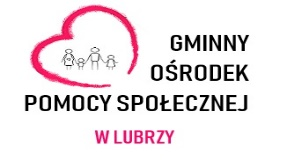 GMINNY
OŚRODEK
POMOCY SPOŁECZNEJ
W LUBRZY